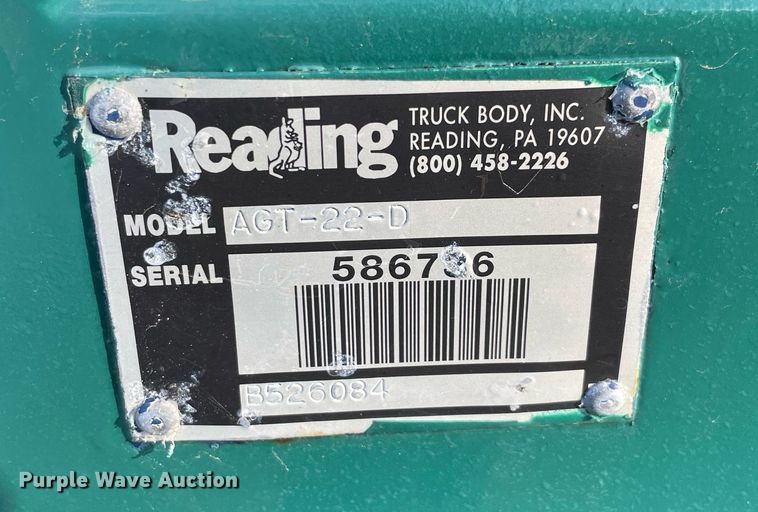 Reading
TRUCK BODY, INC.
READING, PA 19607
(800) 458-2226
MODEL AGT-22-D
SERIAL
B526084
Purple Wave Auction